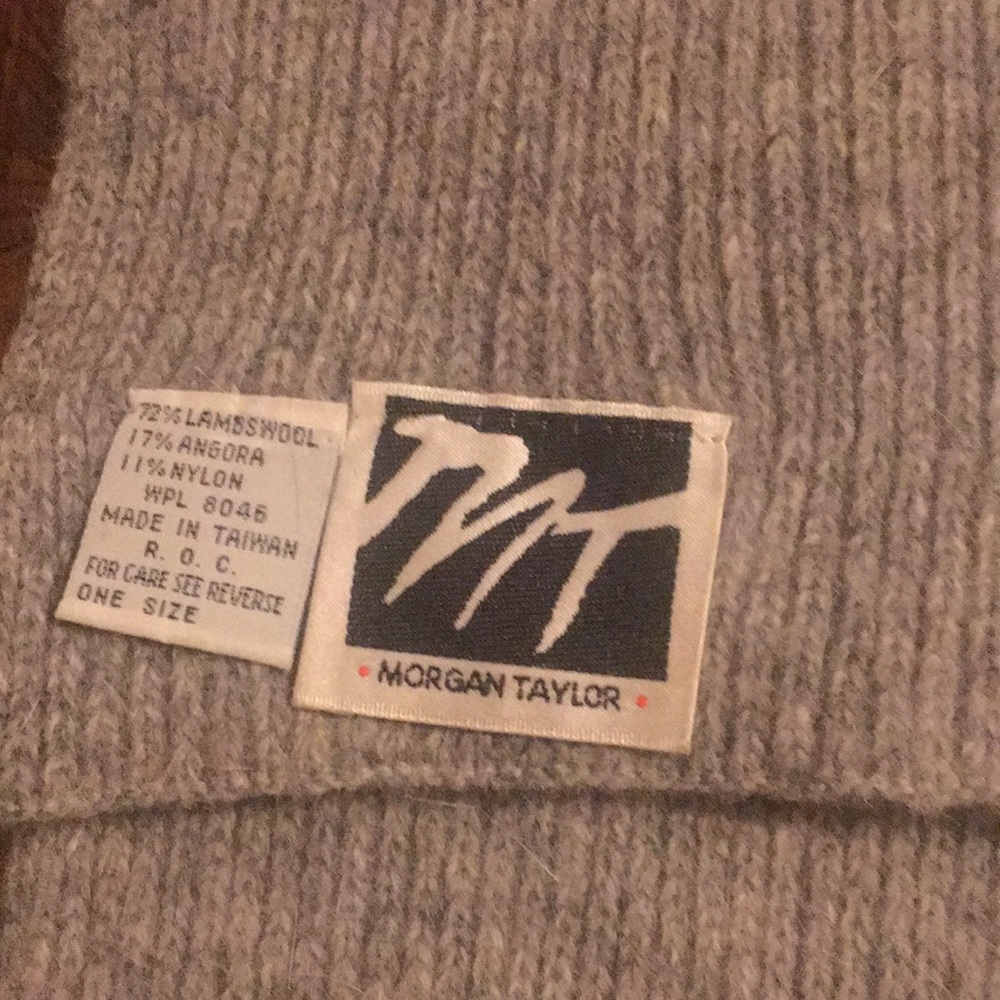 72% LAMBSWOOL
17% ANGORA
11% NYLON
WPL 8046
MADE IN TAIWAN
R. O. C.
FOR CARE SEE REVERSE
ONE SIZE
MT
• MORGAN TAYLOR •